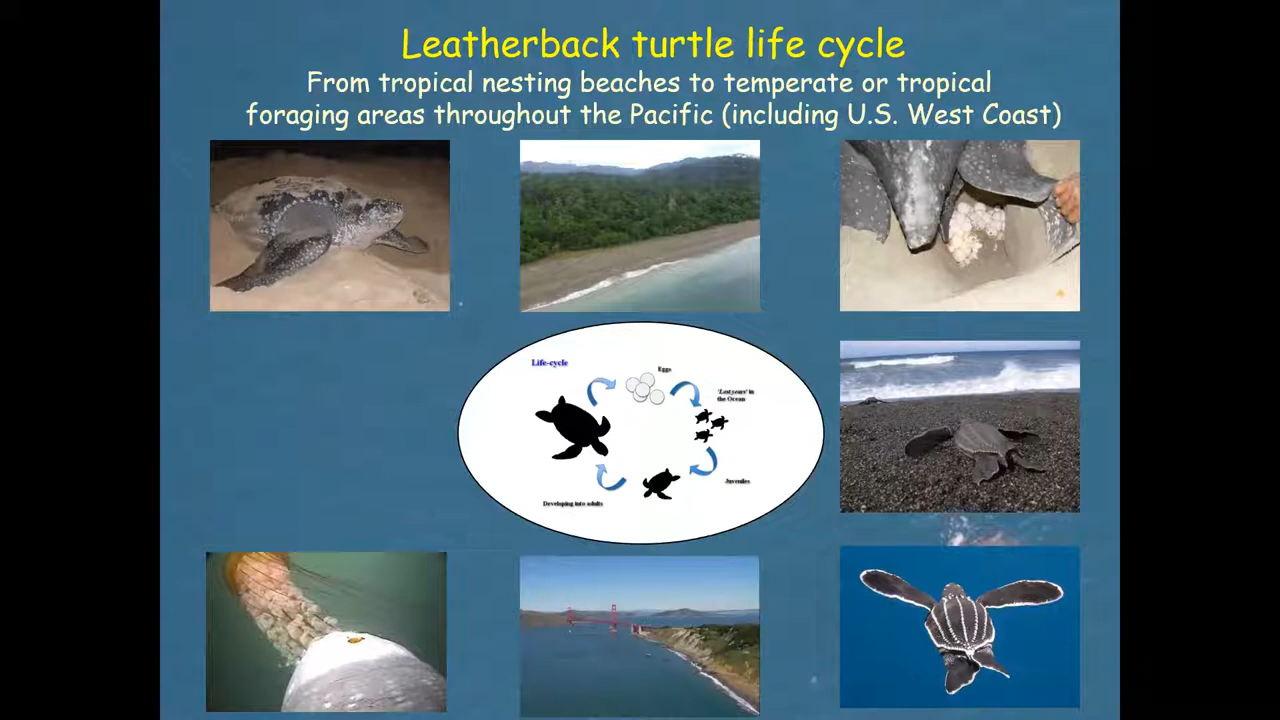 Leatherback turtle life cycle
From tropical nesting beaches to temperate or tropical
foraging areas throughout the Pacific (including U.S. West Coast)
Life-cycle
Eggs
'Lost years' in
the Ocean
Juveniles
Developing into adults